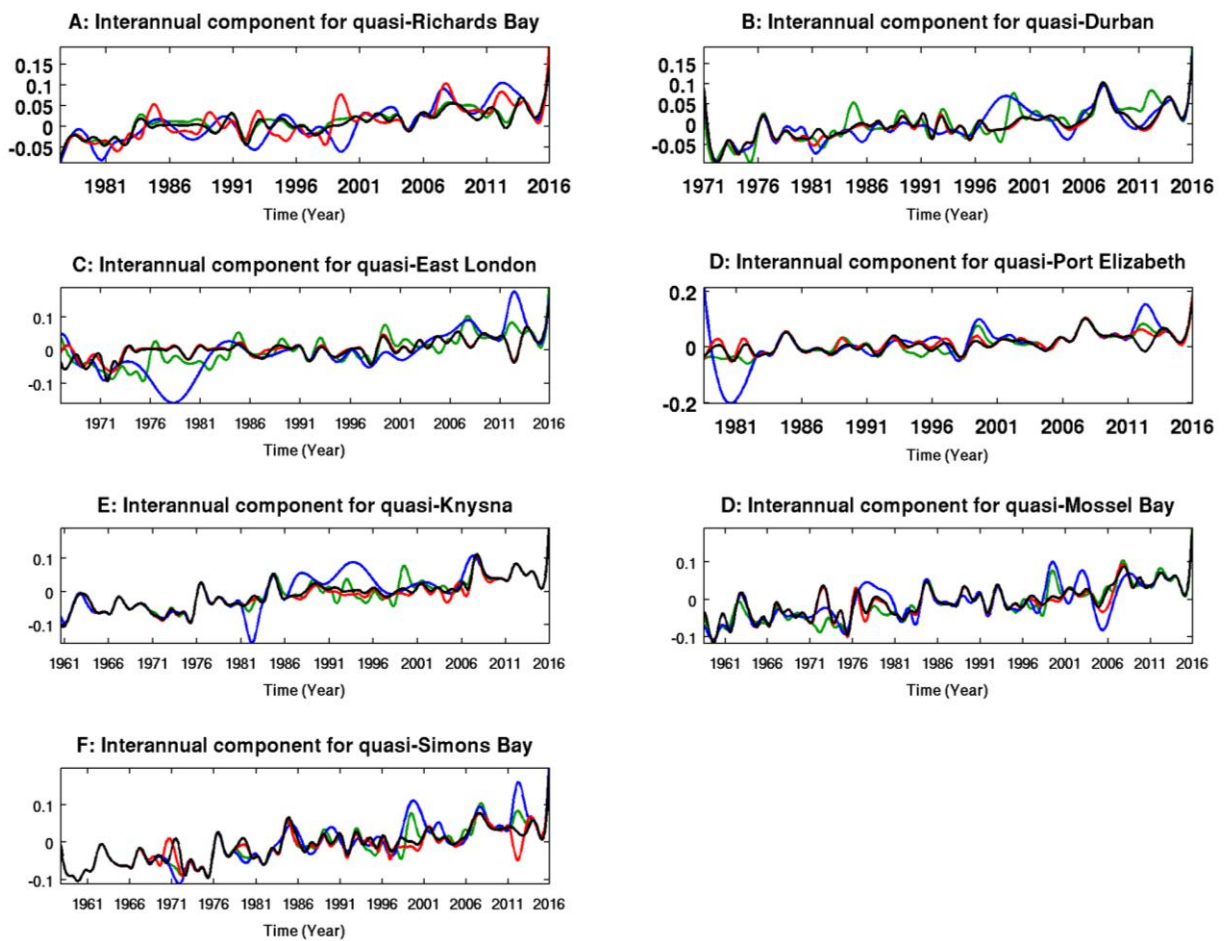 A: Interannual component for quasi-Richards Bay
0.15
0.1
0.05
0
-0.05
1981 1986 1991 1996 2001 2006 2011 2016
Time (Year)
B: Interannual component for quasi-Durban
0.15
0.1
0.05
0
-0.05
1971 1976 1981 1986 1991 1996 2001 2006 2011 2016
Time (Year)
C: Interannual component for quasi-East London
0.1
0
-0.1
1971 1976 1981 1986 1991 1996 2001 2006 2011 2016
Time (Year)
D: Interannual component for quasi-Port Elizabeth
0.2
0
-0.2
1981 1986 1991 1996 2001 2006 2011 2016
Time (Year)
E: Interannual component for quasi-Knysna
0.1
0
-0.1
1961 1966 1971 1976 1981 1986 1991 1996 2001 2006 2011 2016
Time (Year)
D: Interannual component for quasi-Mossel Bay
0.1
0
-0.1
1961 1966 1971 1976 1981 1986 1991 1996 2001 2006 2011 2016
Time (Year)
F: Interannual component for quasi-Simons Bay
0.1
0
-0.1
1961 1966 1971 1976 1981 1986 1991 1996 2001 2006 2011 2016
Time (Year)